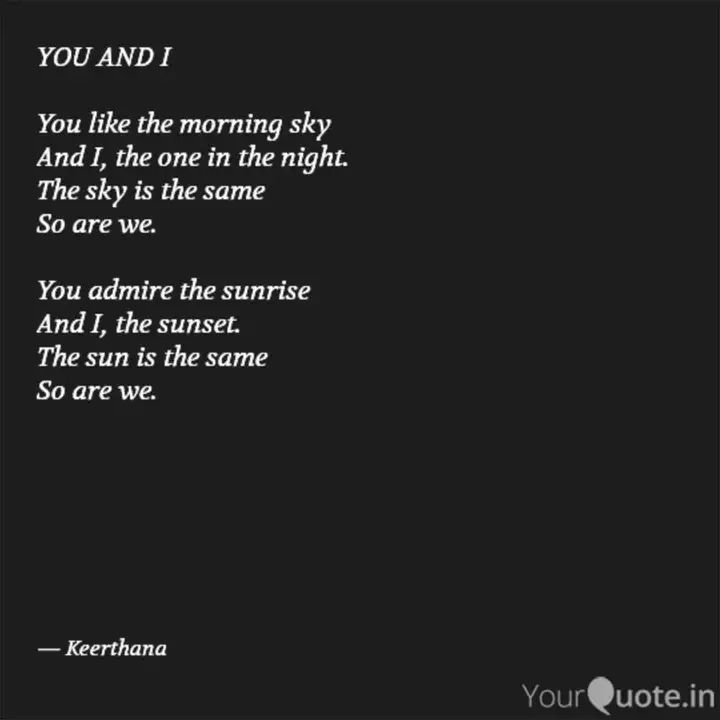 YOU AND I
You like the morning sky
And I, the one in the night.
The sky is the same
So are we.
You admire the sunrise
And I, the sunset.
The sun is the same
So are we.
— Keerthana
YourQuote.in